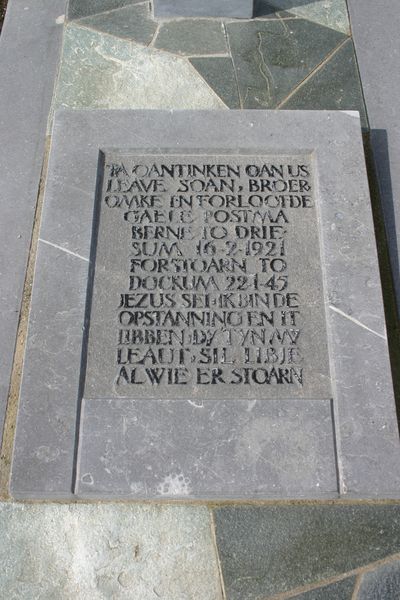 TA OANTINKEN OAN US
LEAVE SOAN, BROER
OMKE EN FORLOOFDE
GAELE POSTMA
BERNE TO DRIE-
SUM 16-2-1921
FORSTOARN TO
DOCKUM 22-1-45
JEZUS SEI: IK BIN DE
OPSTANNING EN IT
LIBBEN: DY 'T YN MY
LEAUT, SIL LIBJE
AL WIE ER STOARN